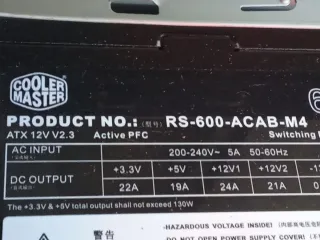 COOLER
MASTER
PRODUCT NO.: (型号) RS-600-ACAB-M4
ATX 12V V2.3 Active PFC Switching
AC INPUT 200-240V~ 5A 50-60Hz
DC OUTPUT +3.3V +5V +12V1 +12V2
22A 19A 24A 21A
The +3.3V & +5V total output shall not exceed 130W
警告
-HAZARDOUS VOLTAGE INSIDE!
DO NOT OPEN POWER SUPPLY COVER!